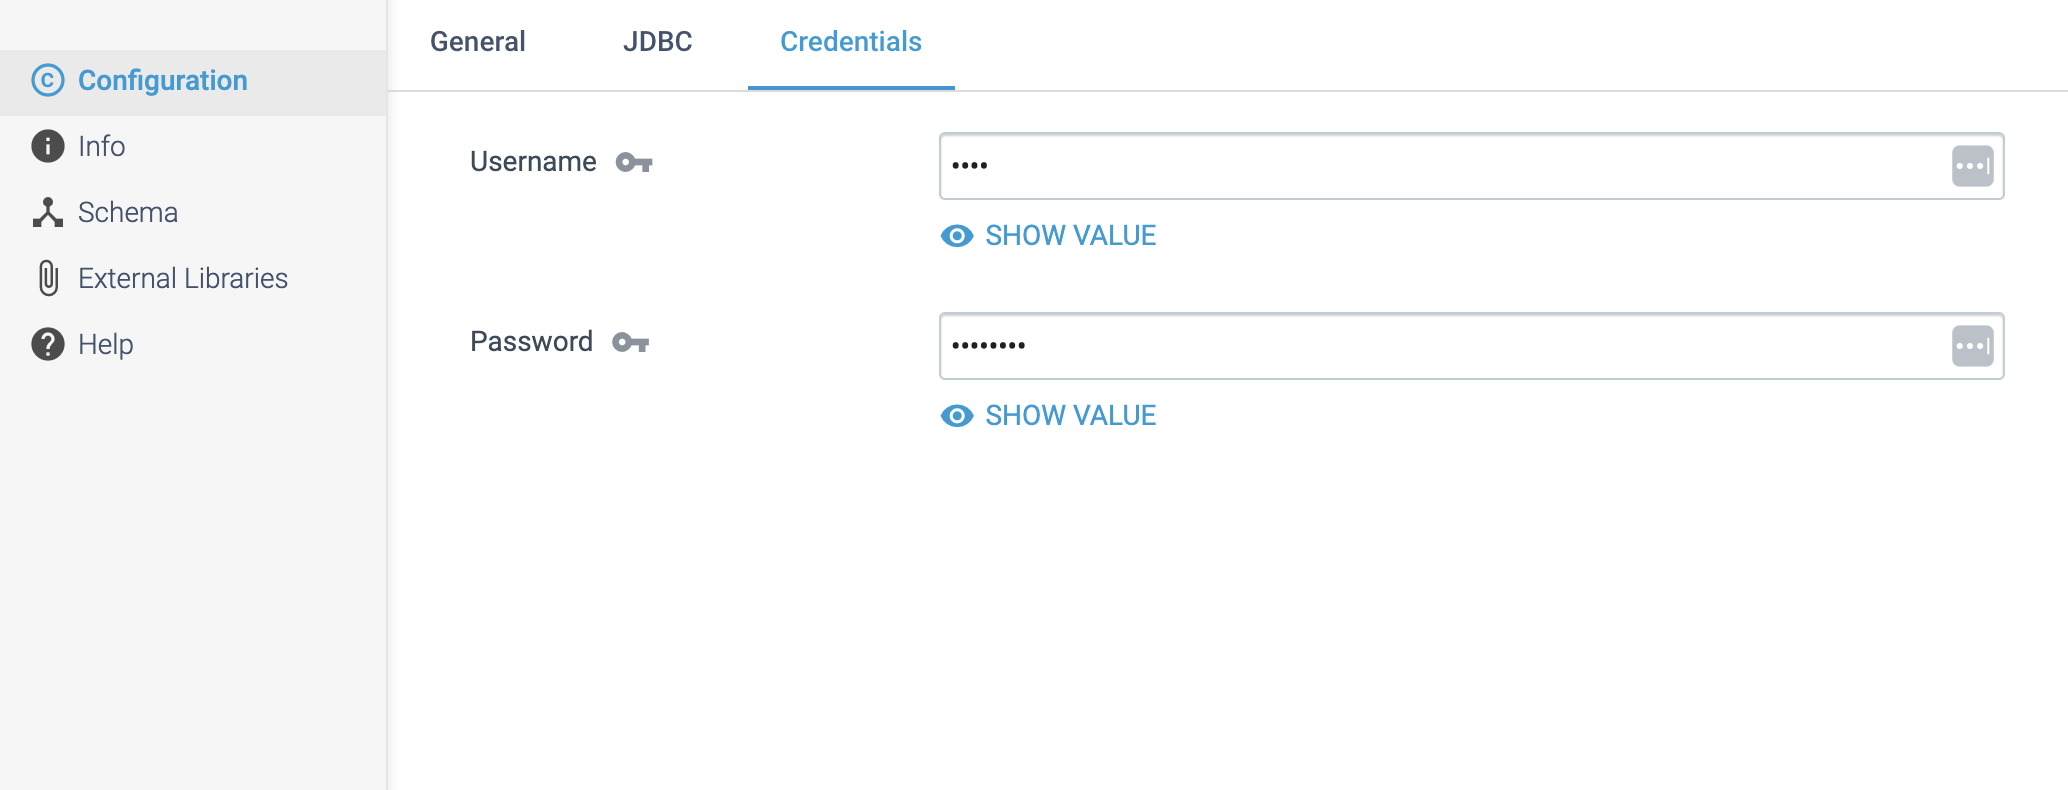 General
JDBC
Credentials
Configuration
Info
Schema
External Libraries
Help
Username
••••
SHOW VALUE
Password
••••••••
SHOW VALUE